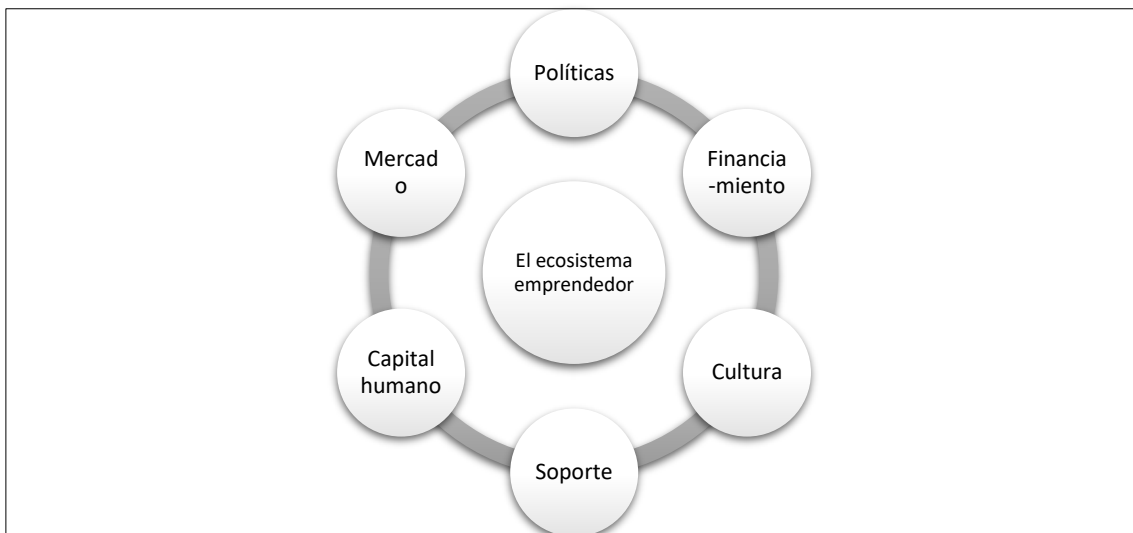 Políticas
Mercad
o
Financia
-miento
El ecosistema
emprendedor
Capital
humano
Cultura
Soporte